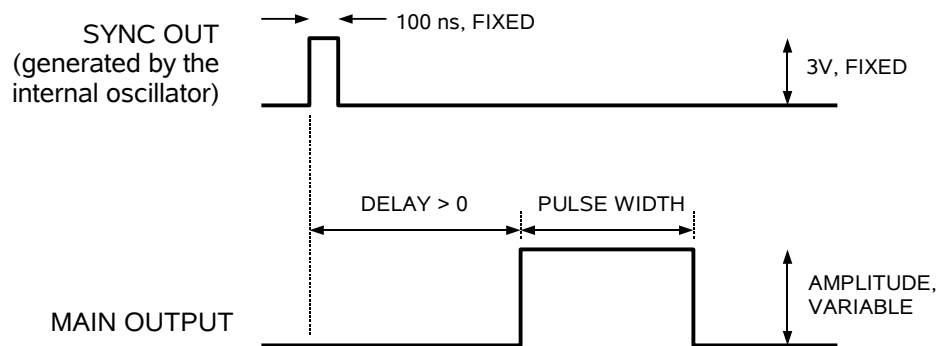 100 ns, FIXED
SYNC OUT
(generated by the
internal oscillator)
3V, FIXED
DELAY > 0
PULSE WIDTH
AMPLITUDE,
VARIABLE
MAIN OUTPUT